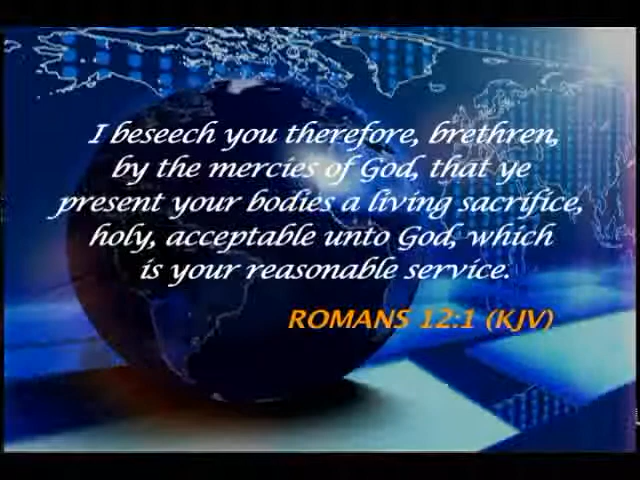 I beseech you therefore, brethren,
by the mercies of God, that ye
present your bodies a living sacrifice,
holy, acceptable unto God, which
is your reasonable service.
ROMANS 12:1 (KJV)